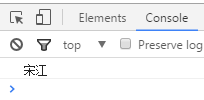 Elements Console
top Preserve log
宋江